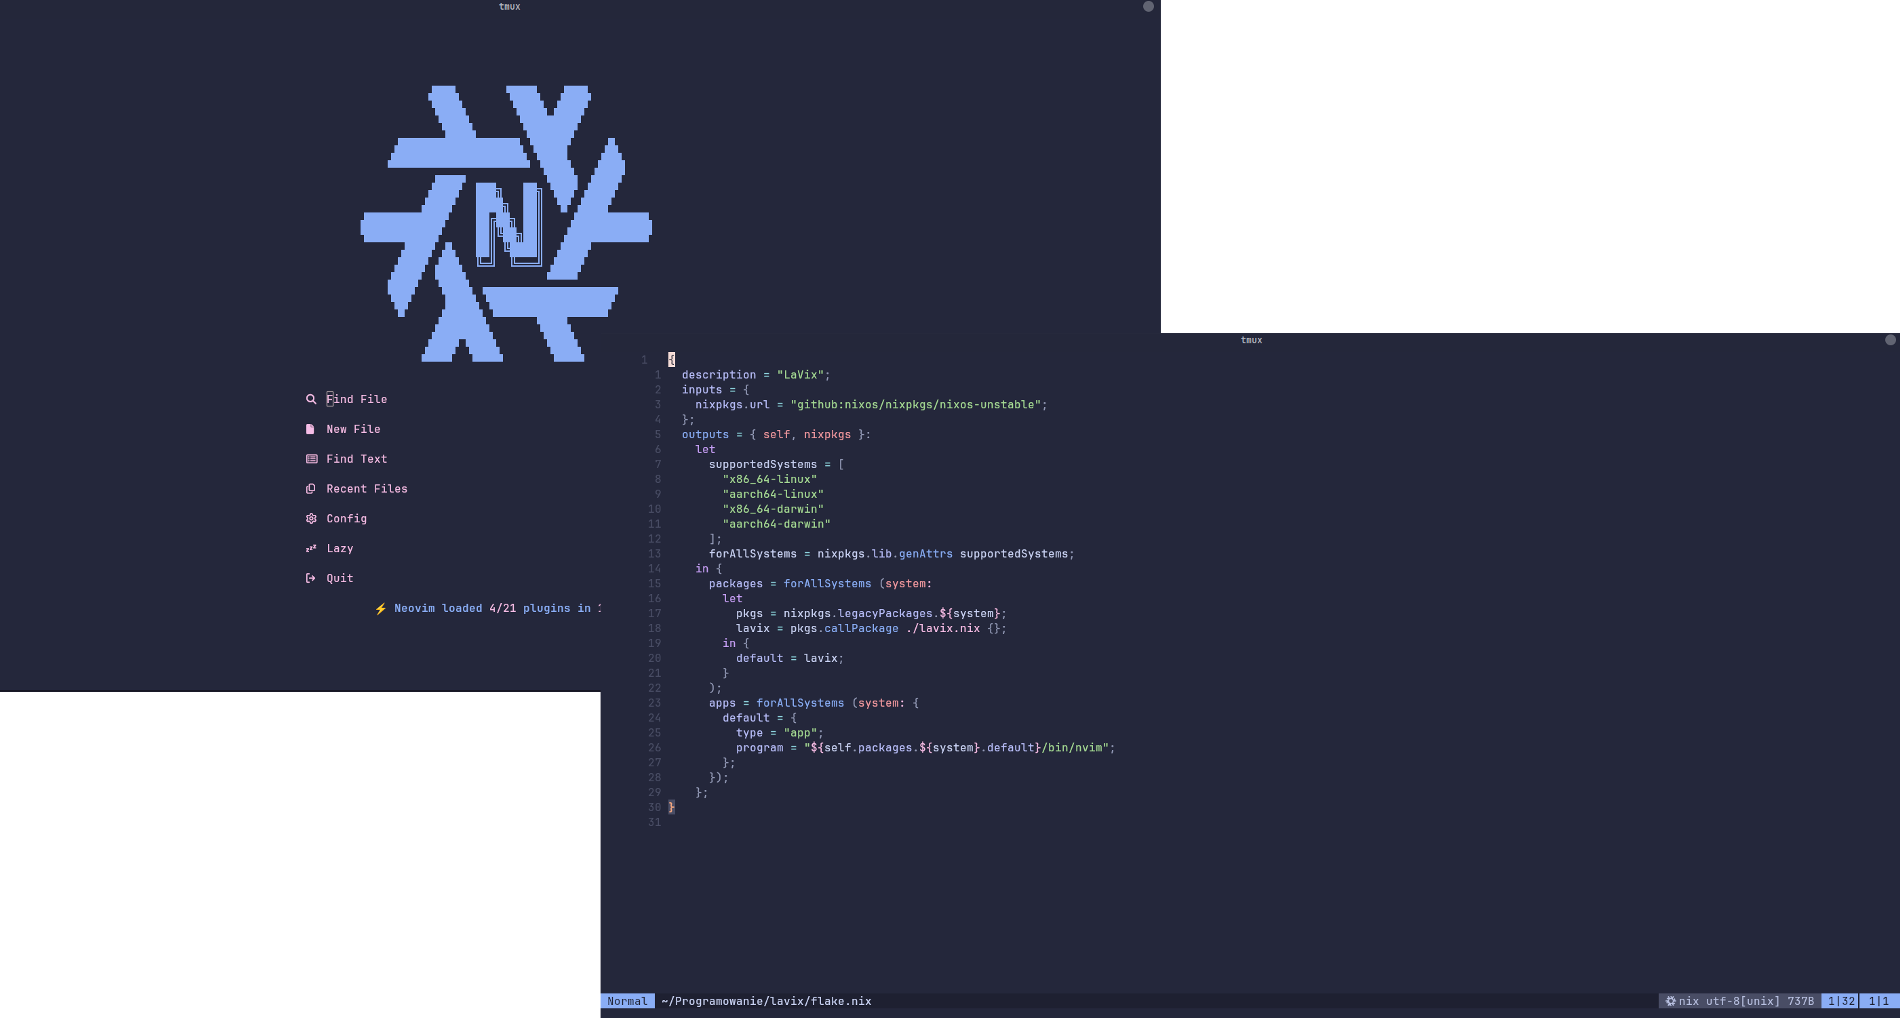 tmux
N
Find File
New File
Find Text
Recent Files
Config
Lazy
Quit
⚡ Neovim loaded 4/21 plugins in
tmux
1 {
1 description = "LaVix";
2 inputs = {
3 nixpkgs.url = "github:nixos/nixpkgs/nixos-unstable";
4 };
5 outputs = { self, nixpkgs }:
6 let
7 supportedSystems = [
8 "x86_64-linux"
9 "aarch64-linux"
10 "x86_64-darwin"
11 "aarch64-darwin"
12 ];
13 forAllSystems = nixpkgs.lib.genAttrs supportedSystems;
14 in {
15 packages = forAllSystems (system:
16 let
17 pkgs = nixpkgs.legacyPackages.${system};
18 lavix = pkgs.callPackage ./lavix.nix {};
19 in {
20 default = lavix;
21 }
22 );
23 apps = forAllSystems (system: {
24 default = {
25 type = "app";
26 program = "${self.packages.${system}.default}/bin/nvim";
27 };
28 });
29 };
30 }
31
Normal ~/Programowanie/lavix/flake.nix nix utf-8[unix] 737B 1|32 1|1